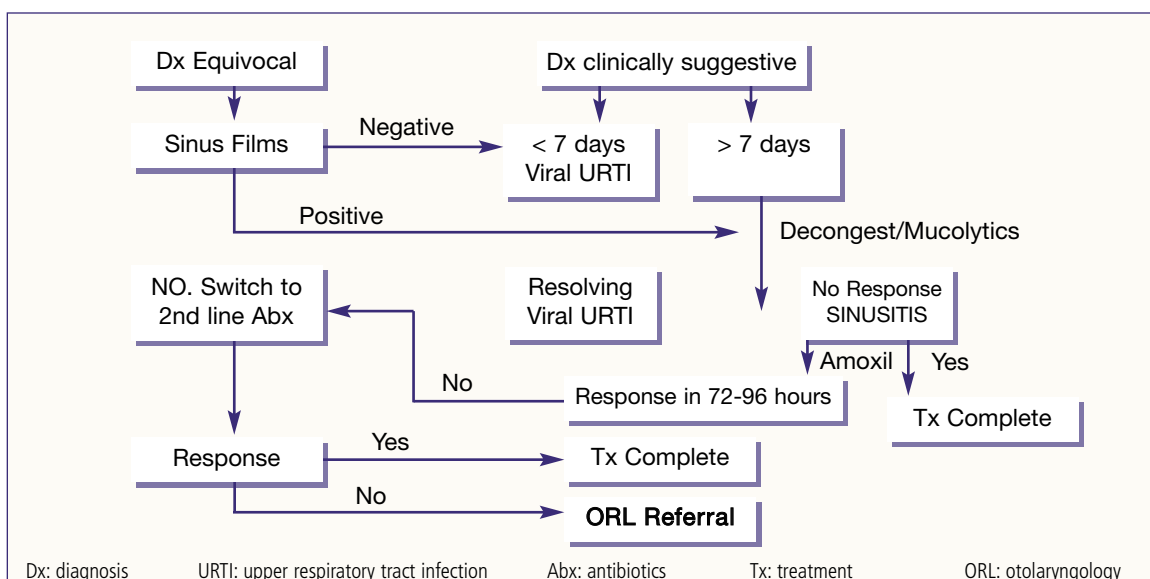 Dx Equivocal
Dx clinically suggestive
Sinus Films
Negative
< 7 days
Viral URTI
> 7 days
Positive
Decongest/Mucolytics
NO. Switch to
2nd line Abx
Resolving
Viral URTI
No Response
SINUSITIS
Amoxil
Yes
No
Response in 72-96 hours
Tx Complete
Response
Yes
Tx Complete
No
ORL Referral
Dx: diagnosis
URTI: upper respiratory tract infection
Abx: antibiotics
Tx: treatment
ORL: otolaryngology